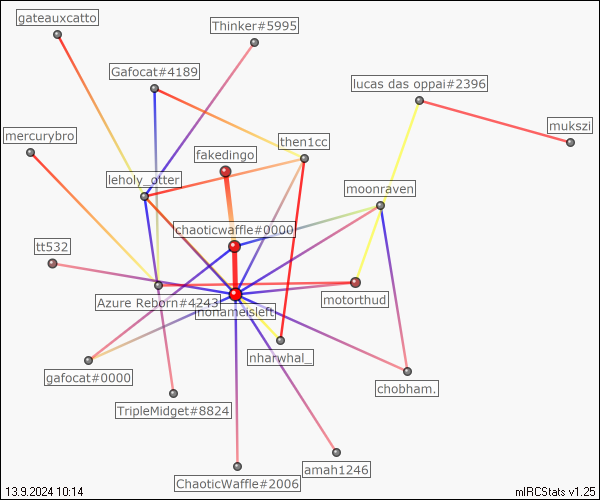 gateauxcatto
Thinker#5995
Gafocat#4189
lucas das oppai#2396
mukszi
mercurybro
then1cc
fakedingo
leholy_otter
moonraven
chaoticwaffle#0000
tt532
Azure Reborn#4243
motorthud
nonameisleft
nharwhal_
gafocat#0000
chobham.
TripleMidget#8824
amah1246
ChaoticWaffle#2006
13.9.2024 10:14
mIRCStats v1.25